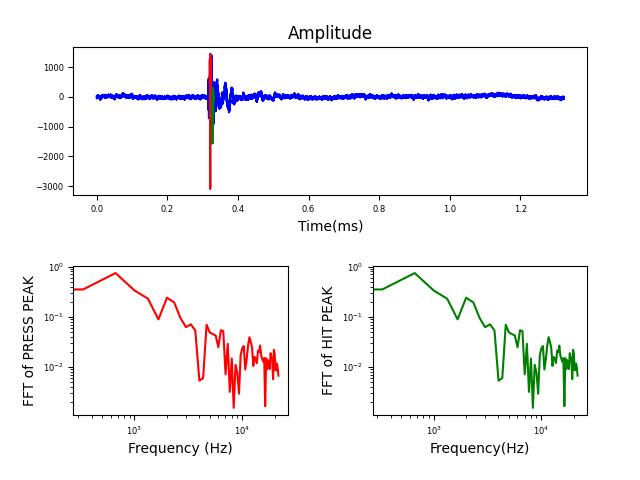 Amplitude
1000
0
−1000
−2000
−3000
0.0 0.2 0.4 0.6 0.8 1.0 1.2
Time(ms)
FFT of PRESS PEAK
10⁰
10⁻¹
10⁻²
10³ 10⁴
Frequency (Hz)
FFT of HIT PEAK
10⁰
10⁻¹
10⁻²
10³ 10⁴
Frequency(Hz)